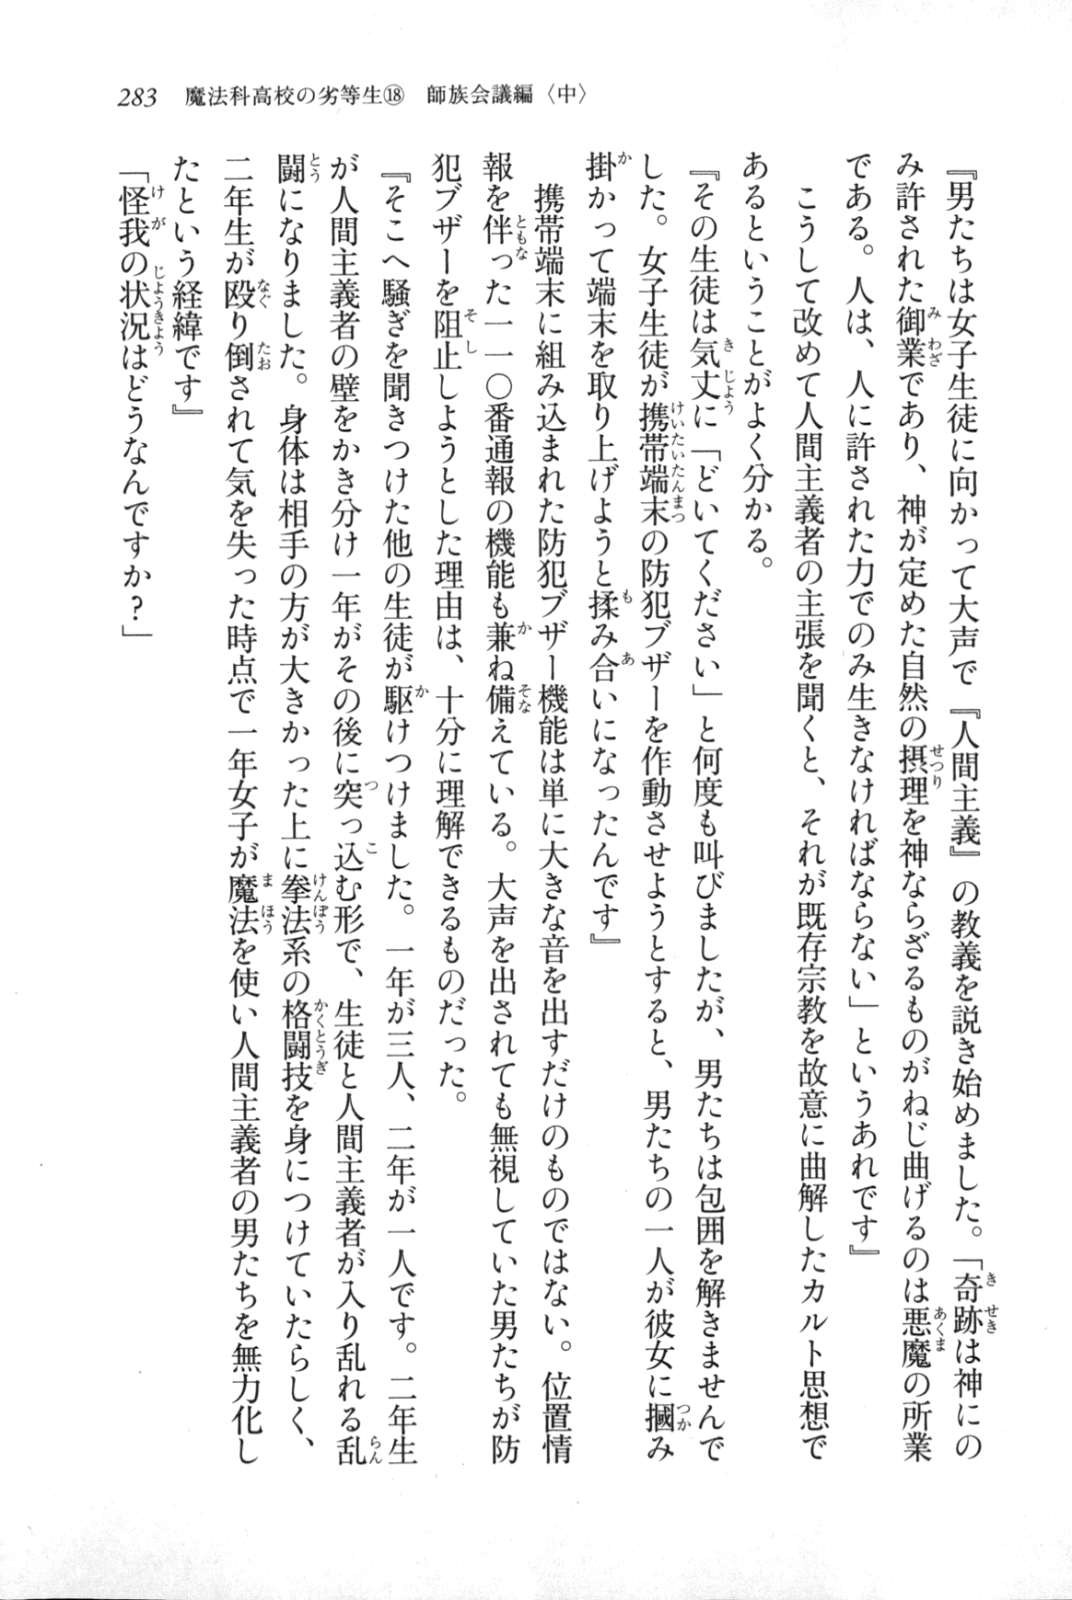 283　魔法科高校の劣等生⑱　師族会議編〈中〉
『男たちは女子生徒に向かって大声で『人間主義』の教義を説き始めました。「奇跡は神にの
み許された御業であり、神が定めた自然の摂理を神ならざるものがねじ曲げるのは悪魔の所業
である。人は、人に許された力でのみ生きなければならない」というあれです』
　こうして改めて人間主義者の主張を聞くと、それが既存宗教を故意に曲解したカルト思想で
あるということがよく分かる。
『その生徒は気丈に「どいてください」と何度も叫びましたが、男たちは包囲を解きませんで
した。女子生徒が携帯端末の防犯ブザーを作動させようとすると、男たちの一人が彼女に摑み
掛かって端末を取り上げようと揉み合いになったんです』
　携帯端末に組み込まれた防犯ブザー機能は単に大きな音を出すだけのものではない。位置情
報を伴った一一〇番通報の機能も兼ね備えている。大声を出されても無視していた男たちが防
犯ブザーを阻止しようとした理由は、十分に理解できるものだった。
『そこへ騒ぎを聞きつけた他の生徒が駆けつけました。一年が三人、二年が一人です。二年生
が人間主義者の壁をかき分け一年がその後に突っ込む形で、生徒と人間主義者が入り乱れる乱
闘になりました。身体は相手の方が大きかった上に拳法系の格闘技を身につけていたらしく、
二年生が殴り倒されて気を失った時点で一年女子が魔法を使い人間主義者の男たちを無力化し
たという経緯です』
「怪我の状況はどうなんですか？」